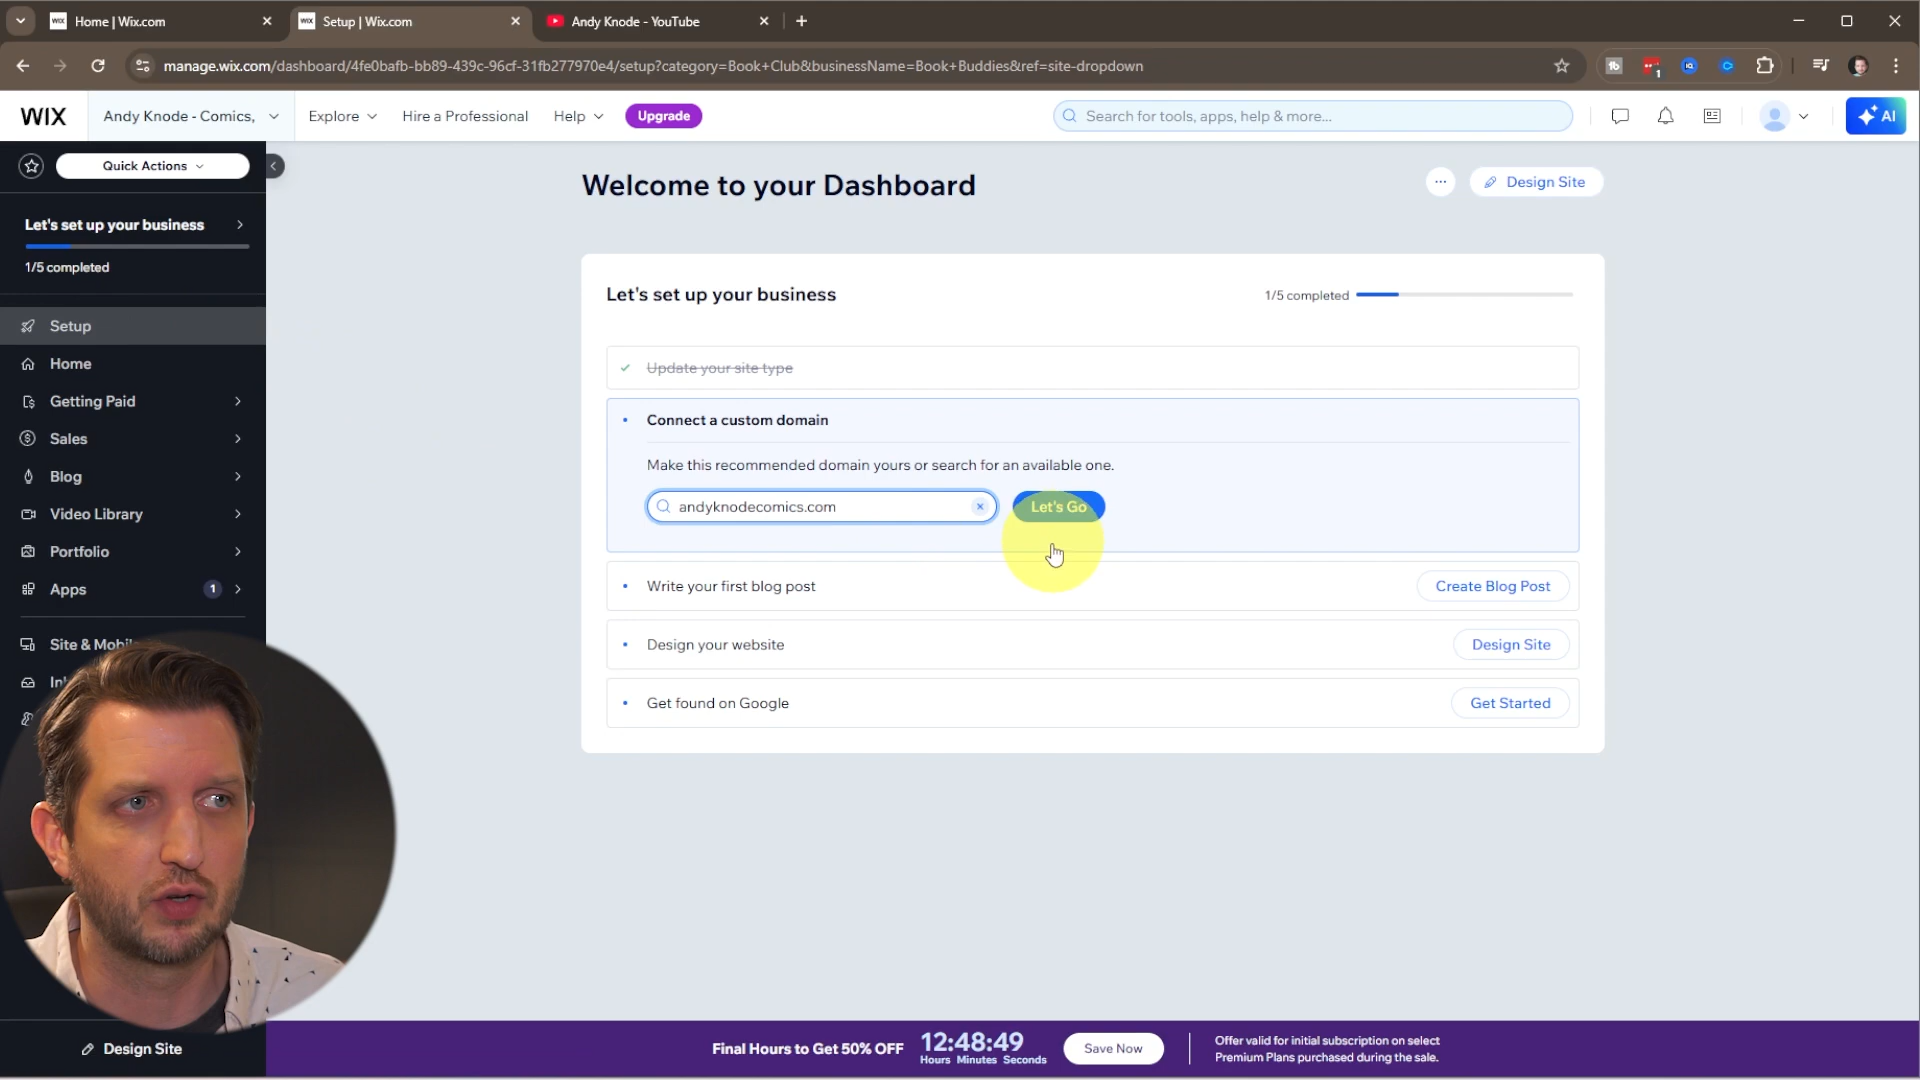 Home | Wix.com
Setup | Wix.com
Andy Knode - YouTube
manage.wix.com/dashboard/4fe0bafb-bb89-439c-96cf-31fb277970e4/setup?category=Book+Club&businessName=Book+Buddies&ref=site-dropdown
WIX
Andy Knode - Comics,
Explore
Hire a Professional
Help
Upgrade
Search for tools, apps, help & more...
AI
Quick Actions
Welcome to your Dashboard
Design Site
Let's set up your business
1/5 completed
Let's set up your business
1/5 completed
Setup
Home
Getting Paid
Sales
Blog
Video Library
Portfolio
Apps
1
Site & Mobil
Update your site type
Connect a custom domain
Make this recommended domain yours or search for an available one.
andyknodecomics.com
Let's Go
Write your first blog post
Create Blog Post
Design your website
Design Site
Get found on Google
Get Started
Design Site
Final Hours to Get 50% OFF
12:48:49
Hours Minutes Seconds
Save Now
Offer valid for initial subscription on select
Premium Plans purchased during the sale.